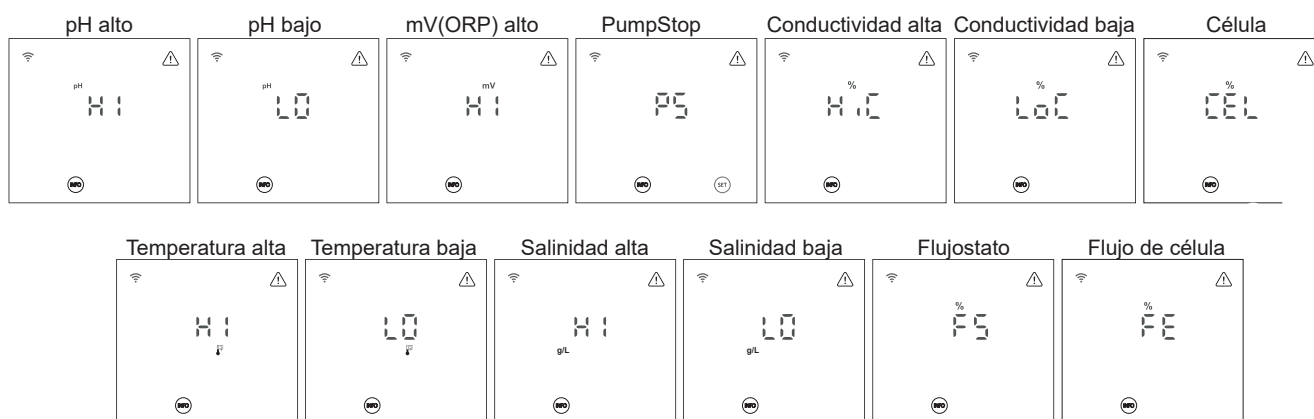 pH alto pH bajo mV(ORP) alto PumpStop Conductividad alta Conductividad baja Célula
pH pH mV % % %
HI LO HI PS HiC LoC CEL
INFO INFO INFO INFO SET INFO INFO INFO
Temperatura alta Temperatura baja Salinidad alta Salinidad baja Flujostato Flujo de célula
% %
HI LO HI LO FS FE
g/L g/L
INFO INFO INFO INFO INFO INFO